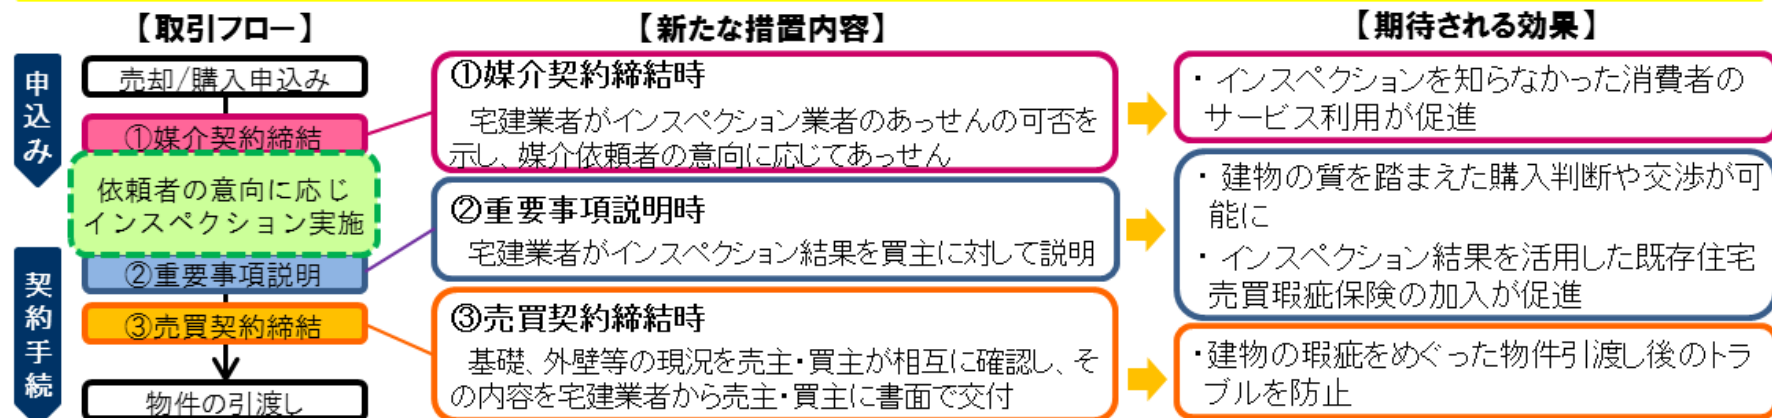 【取引フロー】
【新たな措置内容】
【期待される効果】
申込み
売却/購入申込み
①媒介契約締結
依頼者の意向に応じ
インスペクション実施
契約手続
②重要事項説明
③売買契約締結
物件の引渡し
①媒介契約締結時
宅建業者がインスペクション業者のあっせんの可否を
示し、媒介依頼者の意向に応じてあっせん
②重要事項説明時
宅建業者がインスペクション結果を買主に対して説明
③売買契約締結時
基礎、外壁等の現況を売主・買主が相互に確認し、そ
の内容を宅建業者から売主・買主に書面で交付
・インスペクションを知らなかった消費者の
サービス利用が促進
・建物の質を踏まえた購入判断や交渉が可
能に
・インスペクション結果を活用した既存住宅
売買瑕疵保険の加入が促進
・建物の瑕疵をめぐった物件引渡し後のトラ
ブルを防止